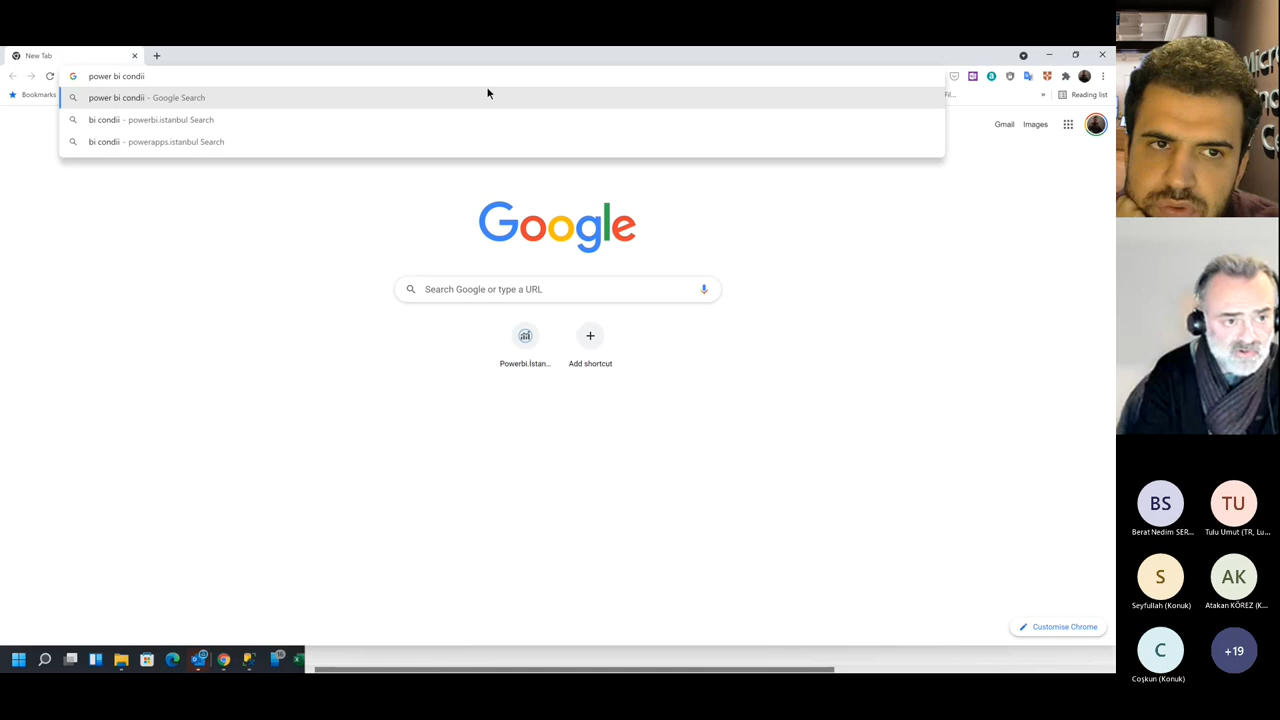 New Tab
power bi condii
power bi condii - Google Search
bi condii - powerbi.istanbul Search
bi condii - powerapps.istanbul Search
Bookmarks
Fil...
»
Reading list
Gmail
Images
Google
Search Google or type a URL
Powerbi.İstan...
Add shortcut
Customise Chrome
BS
TU
Berat Nedim SER...
Tulu Umut (TR, Lu...
S
AK
Seyfullah (Konuk)
Atakan KÖREZ (K...
C
+19
Coşkun (Konuk)